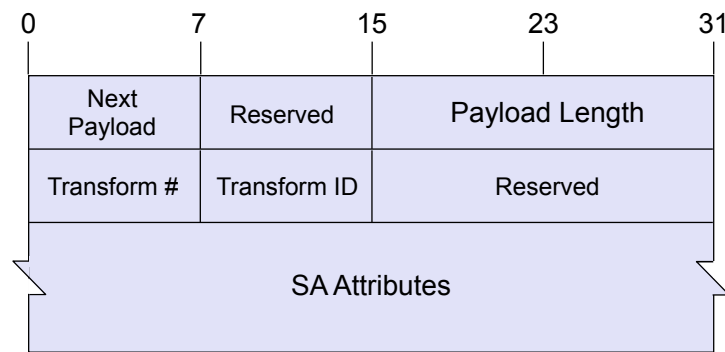 0 7 15 23 31
Next
Payload
Reserved
Payload Length
Transform #
Transform ID
Reserved
SA Attributes